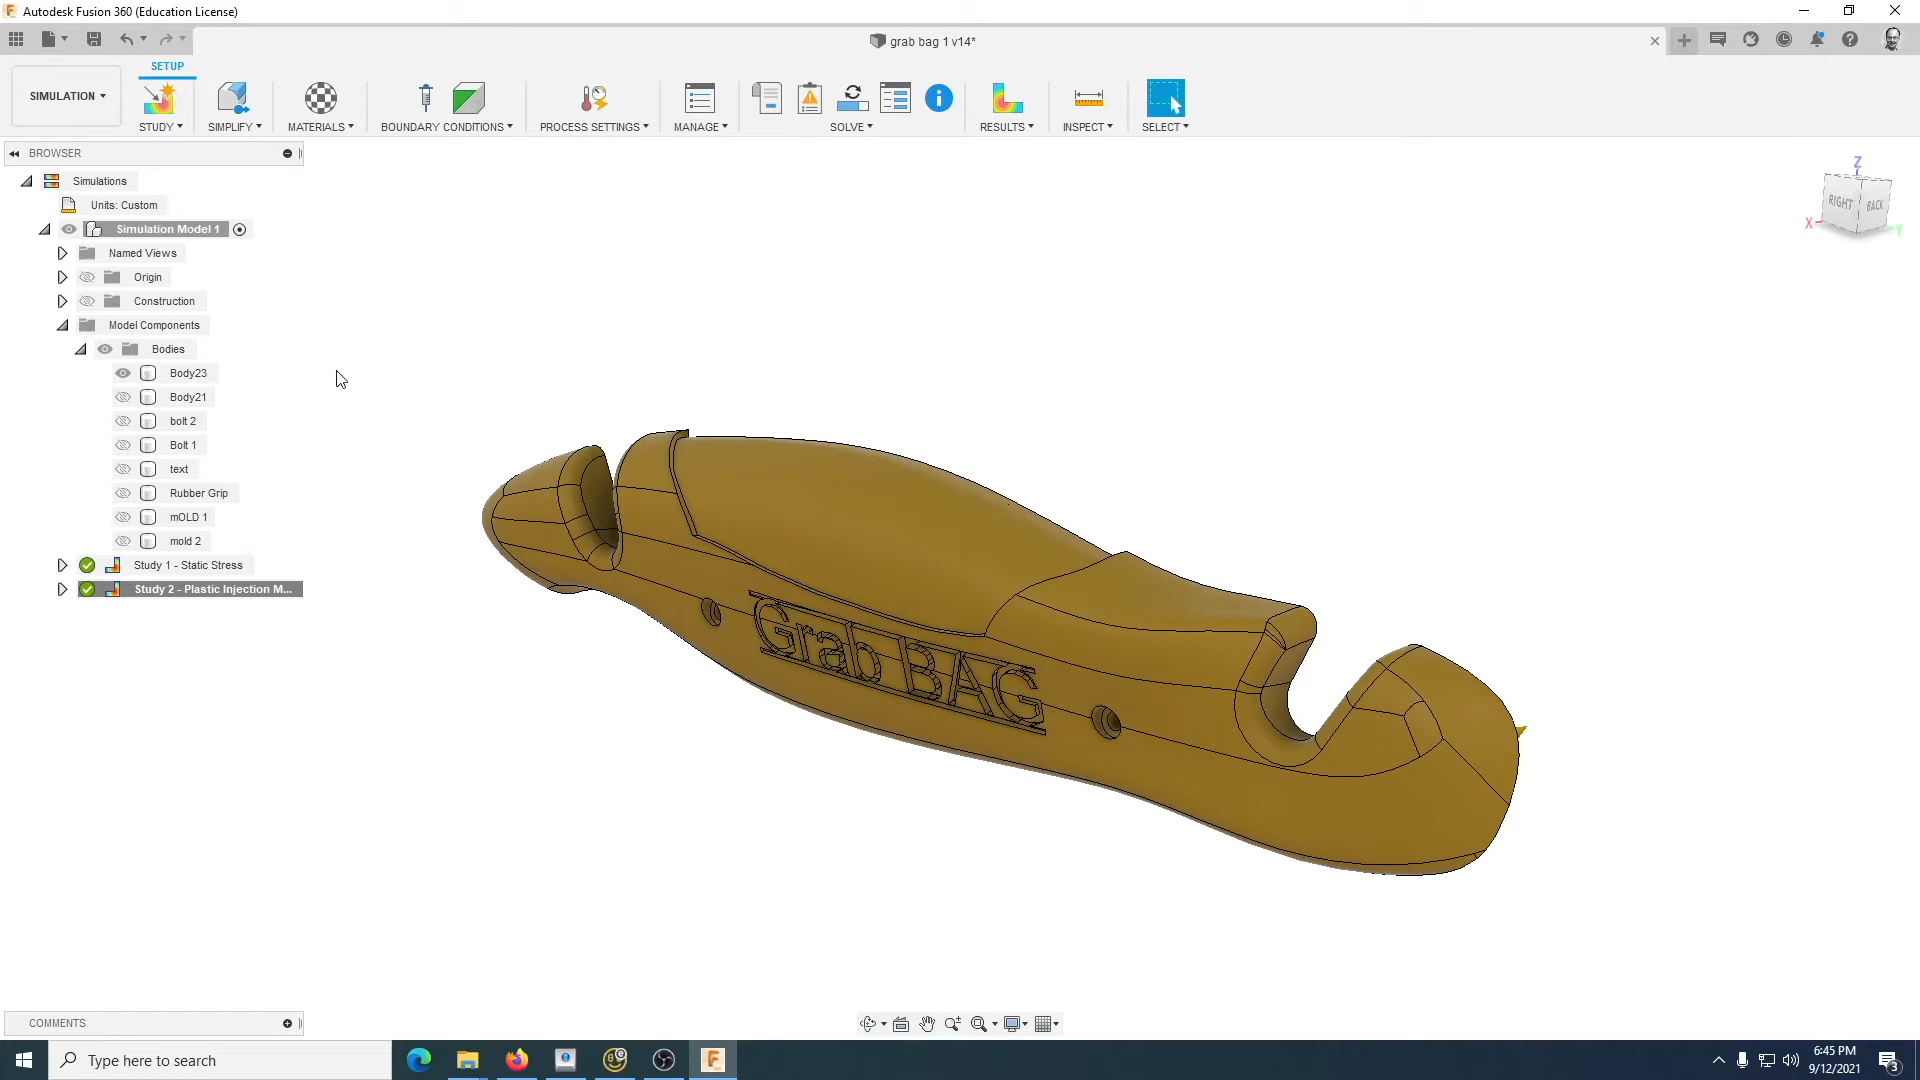 Autodesk Fusion 360 (Education License)
grab bag 1 v14*
SETUP
SIMULATION
STUDY
SIMPLIFY
MATERIALS
BOUNDARY CONDITIONS
PROCESS SETTINGS
MANAGE
SOLVE
RESULTS
INSPECT
SELECT
BROWSER
Simulations
Units: Custom
Simulation Model 1
Named Views
Origin
Construction
Model Components
Bodies
Body23
Body21
bolt 2
Bolt 1
text
Rubber Grip
mOLD 1
mold 2
Study 1 - Static Stress
Study 2 - Plastic Injection M...
Z
RIGHT
BACK
X
Y
Grab BAG
COMMENTS
Type here to search
6:45 PM
9/12/2021
3